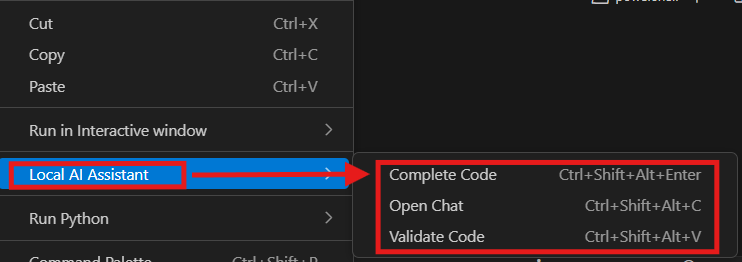 Cut Ctrl+X
Copy Ctrl+C
Paste Ctrl+V
Run in Interactive window
Local AI Assistant
Complete Code Ctrl+Shift+Alt+Enter
Open Chat Ctrl+Shift+Alt+C
Validate Code Ctrl+Shift+Alt+V
Run Python
Command Palette Ctrl+Shift+P